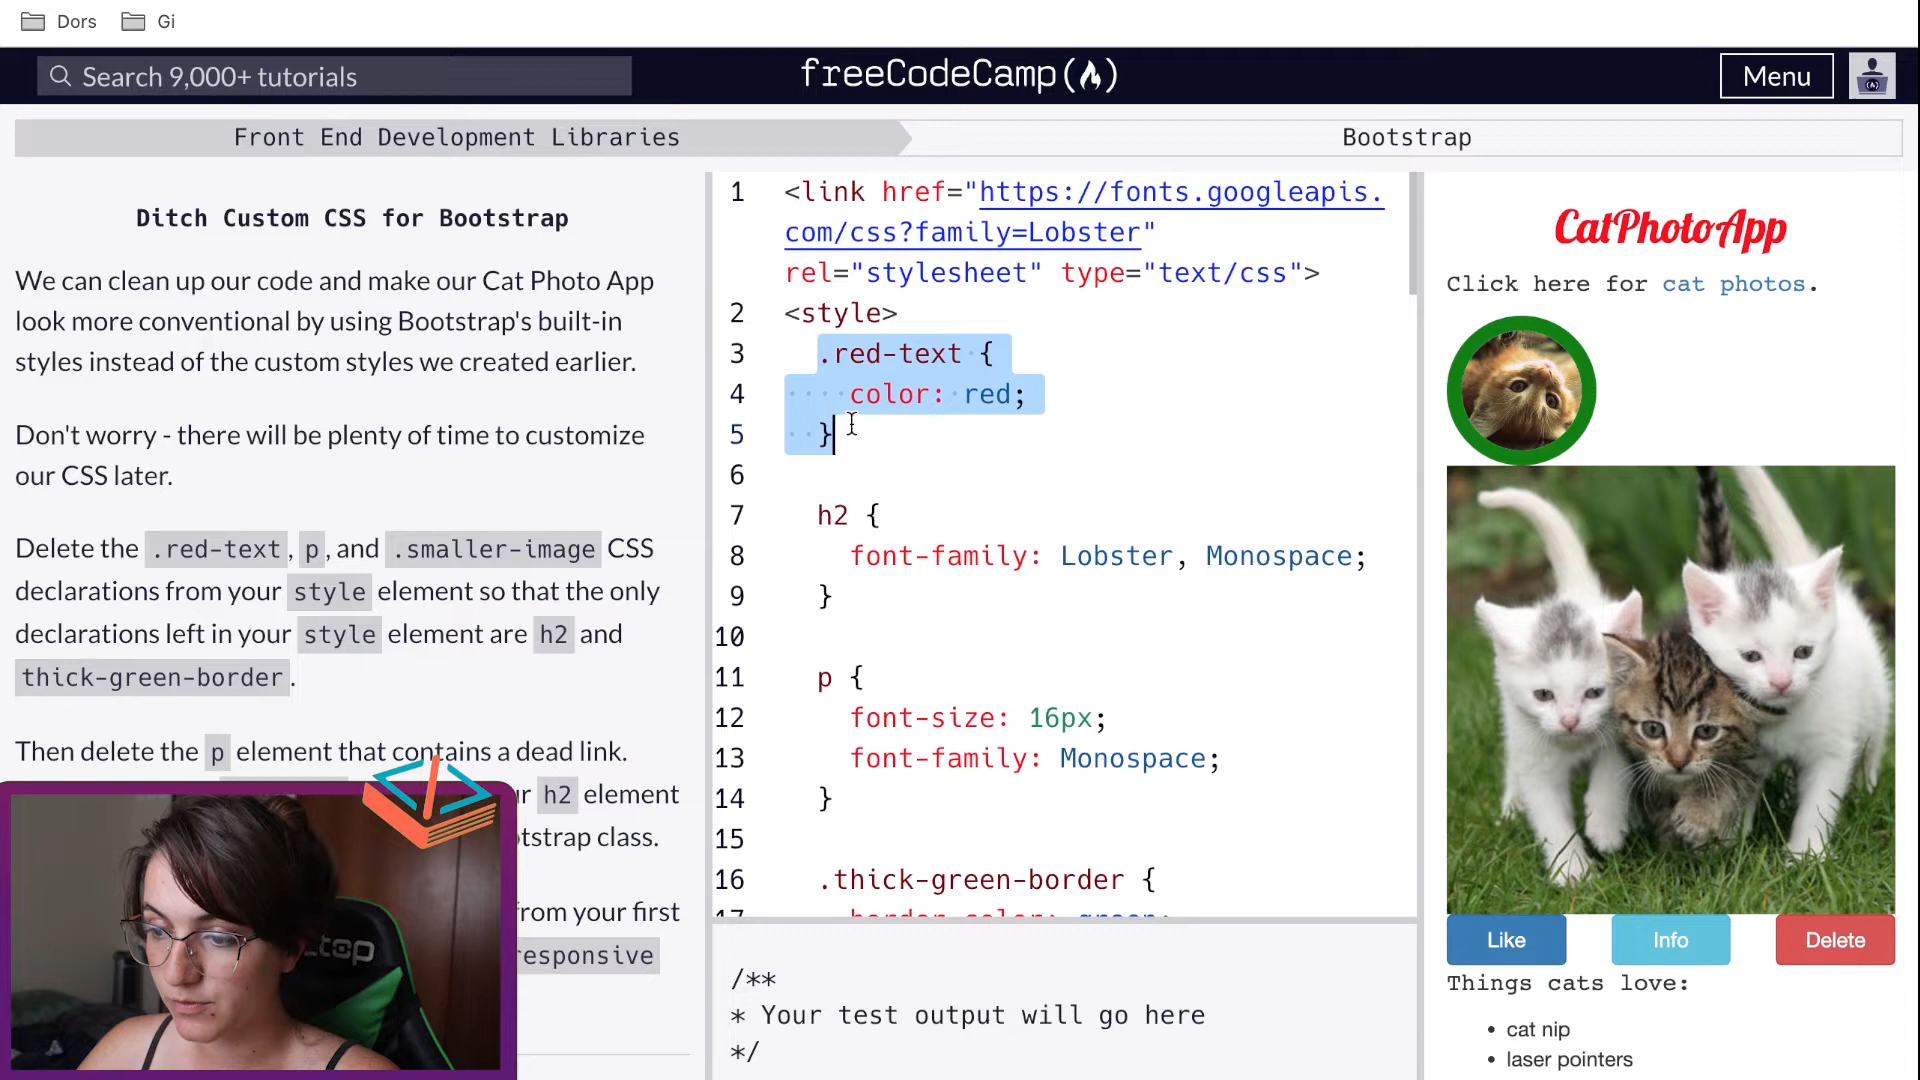 Dors Gi
Search 9,000+ tutorials
freeCodeCamp
Menu
Front End Development Libraries
Bootstrap
Ditch Custom CSS for Bootstrap
We can clean up our code and make our Cat Photo App
look more conventional by using Bootstrap's built-in
styles instead of the custom styles we created earlier.
Don't worry - there will be plenty of time to customize
our CSS later.
Delete the .red-text, p, and .smaller-image CSS
declarations from your style element so that the only
declarations left in your style element are h2 and
thick-green-border.
Then delete the p element that contains a dead link.
h2 element
class.
from your first
responsive
1 <link href="https://fonts.googleapis.
com/css?family=Lobster"
rel="stylesheet" type="text/css">
2 <style>
3 .red-text {
4 color: red;
5 }
6
7 h2 {
8 font-family: Lobster, Monospace;
9 }
10
11 p {
12 font-size: 16px;
13 font-family: Monospace;
14 }
15
16 .thick-green-border {
17 border-color: green;
/**
* Your test output will go here
*/
CatPhotoApp
Click here for cat photos.
Like
Info
Delete
Things cats love:
• cat nip
• laser pointers